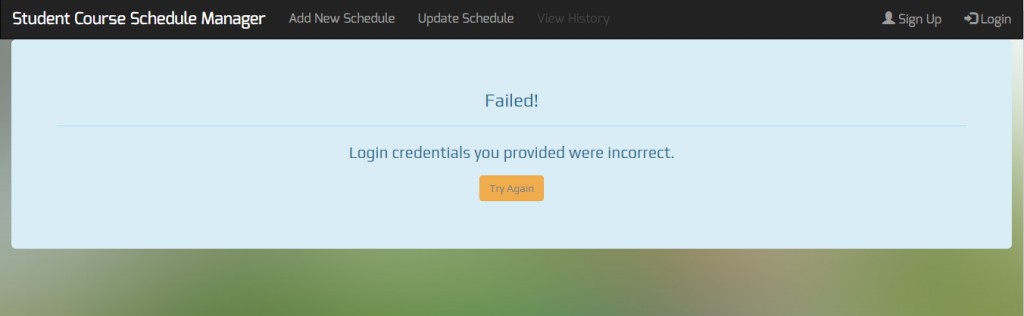 Student Course Schedule Manager Add New Schedule Update Schedule View History Sign Up Login
Failed!
Login credentials you provided were incorrect.
Try Again